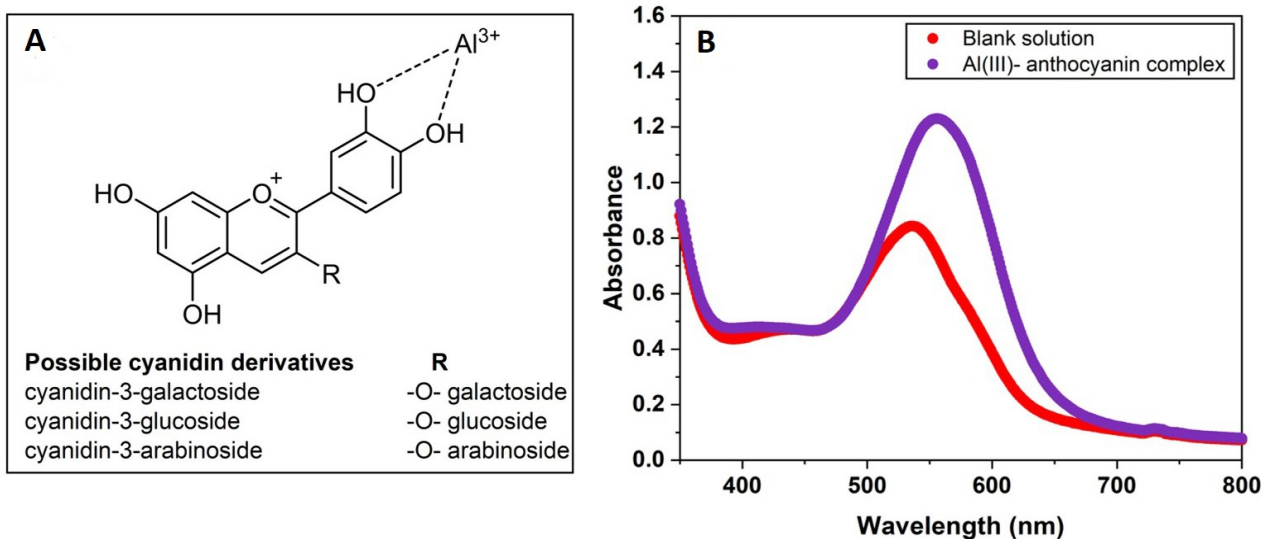 A
Al3+
HO
OH
HO
O+
R
OH
Possible cyanidin derivatives R
cyanidin-3-galactoside -O- galactoside
cyanidin-3-glucoside -O- glucoside
cyanidin-3-arabinoside -O- arabinoside
B
Blank solution
Al(III)- anthocyanin complex
Absorbance
1.6
1.4
1.2
1.0
0.8
0.6
0.4
0.2
0.0
400 500 600 700 800
Wavelength (nm)